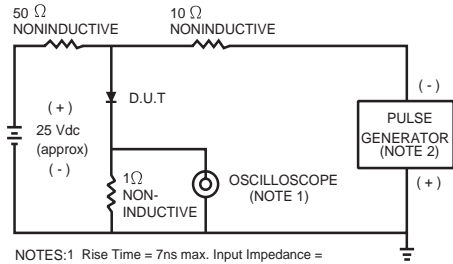 50 Ω
NONINDUCTIVE
10 Ω
NONINDUCTIVE
D.U.T
(+)
25 Vdc
(approx)
(-)
(-)
PULSE
GENERATOR
(NOTE 2)
(+)
1Ω
NON-
INDUCTIVE
OSCILLOSCOPE
(NOTE 1)
NOTES:1 Rise Time = 7ns max. Input Impedance =